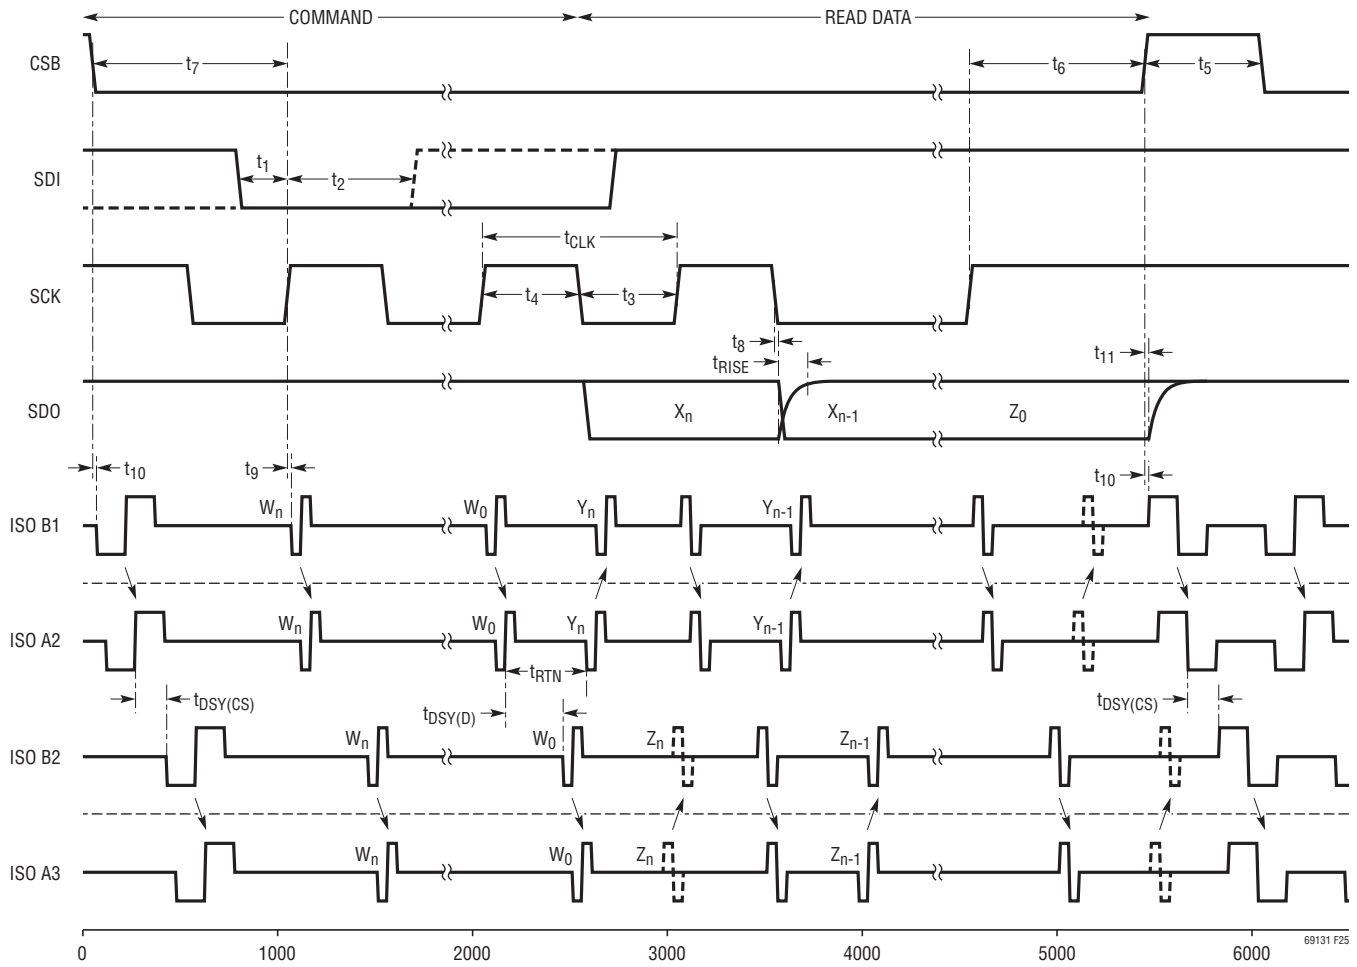 COMMAND READ DATA
CSB t7 t6 t5
SDI t1 t2
tCLK
SCK t4 t3
t8
tRISE t11
SDO Xn Xn-1 Z0
t10 t9 t10
ISO B1 Wn W0 Yn Yn-1
ISO A2 Wn W0 Yn Yn-1
tRTN
tDSY(CS) tDSY(D) tDSY(CS)
ISO B2 Wn W0 Zn Zn-1
ISO A3 Wn W0 Zn Zn-1
0 1000 2000 3000 4000 5000 6000
69131 F25